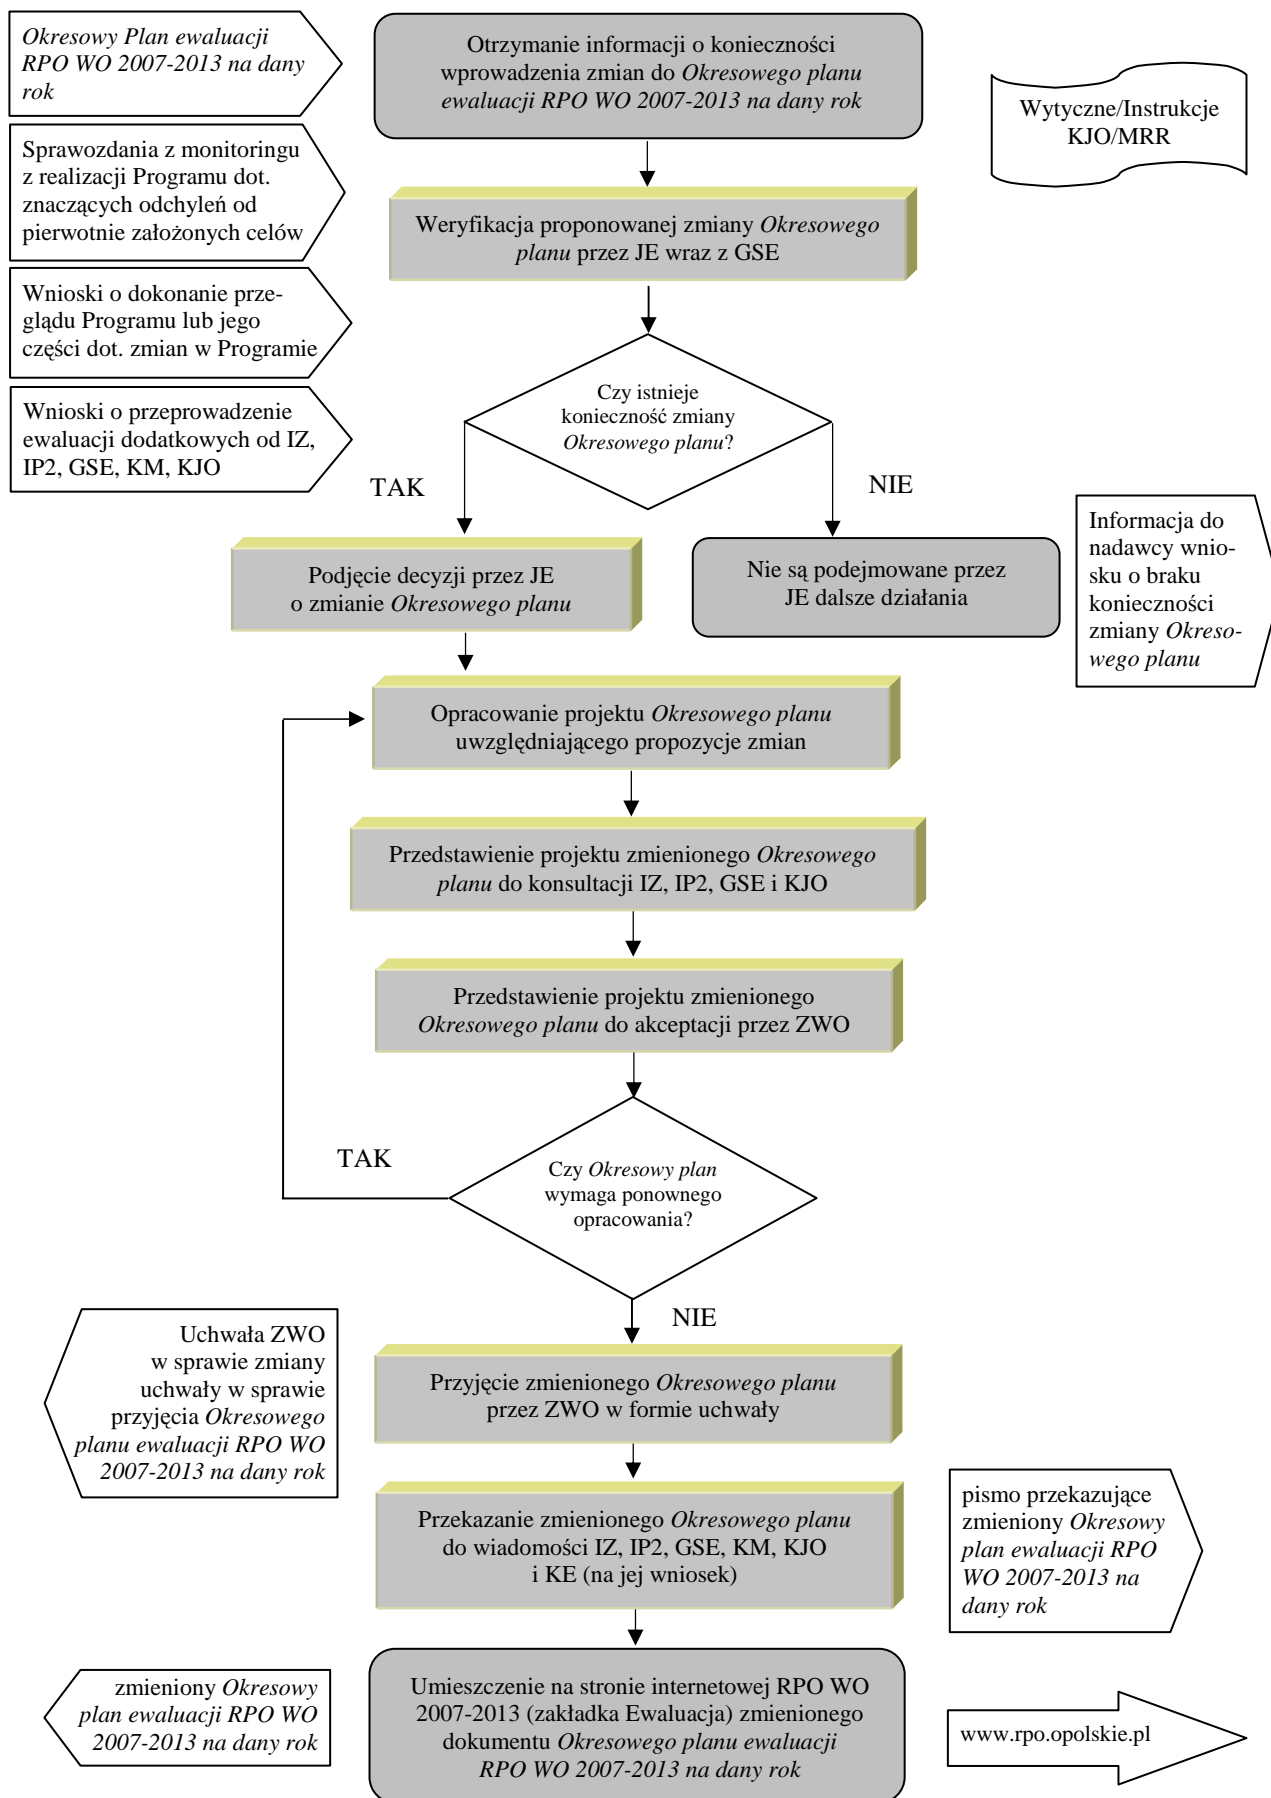 Okresowy Plan ewaluacji
RPO WO 2007-2013 na dany
rok
Otrzymanie informacji o konieczności
wprowadzenia zmian do Okresowego planu
ewaluacji RPO WO 2007-2013 na dany rok
Wytyczne/Instrukcje
KJO/MRR
Sprawozdania z monitoringu
z realizacji Programu dot.
znaczących odchyleń od
pierwotnie założonych celów
Weryfikacja proponowanej zmiany Okresowego
planu przez JE wraz z GSE
Wnioski o dokonanie prze-
glądu Programu lub jego
części dot. zmian w Programie
Wnioski o przeprowadzenie
ewaluacji dodatkowych od IZ,
IP2, GSE, KM, KJO
Czy istnieje
konieczność zmiany
Okresowego planu?
TAK
NIE
Podjęcie decyzji przez JE
o zmianie Okresowego planu
Nie są podejmowane przez
JE dalsze działania
Informacja do
nadawcy wnio-
sku o braku
konieczności
zmiany Okreso-
wego planu
Opracowanie projektu Okresowego planu
uwzględniającego propozycje zmian
Przedstawienie projektu zmienionego Okresowego
planu do konsultacji IZ, IP2, GSE i KJO
Przedstawienie projektu zmienionego
Okresowego planu do akceptacji przez ZWO
TAK
Czy Okresowy plan
wymaga ponownego
opracowania?
NIE
Uchwała ZWO
w sprawie zmiany
uchwały w sprawie
przyjęcia Okresowego
planu ewaluacji RPO WO
2007-2013 na dany rok
Przyjęcie zmienionego Okresowego planu
przez ZWO w formie uchwały
Przekazanie zmienionego Okresowego planu
do wiadomości IZ, IP2, GSE, KM, KJO
i KE (na jej wniosek)
pismo przekazujące
zmieniony Okresowy
plan ewaluacji RPO
WO 2007-2013 na
dany rok
zmieniony Okresowy
plan ewaluacji RPO WO
2007-2013 na dany rok
Umieszczenie na stronie internetowej RPO WO
2007-2013 (zakładka Ewaluacja) zmienionego
dokumentu Okresowego planu ewaluacji
RPO WO 2007-2013 na dany rok
www.rpo.opolskie.pl